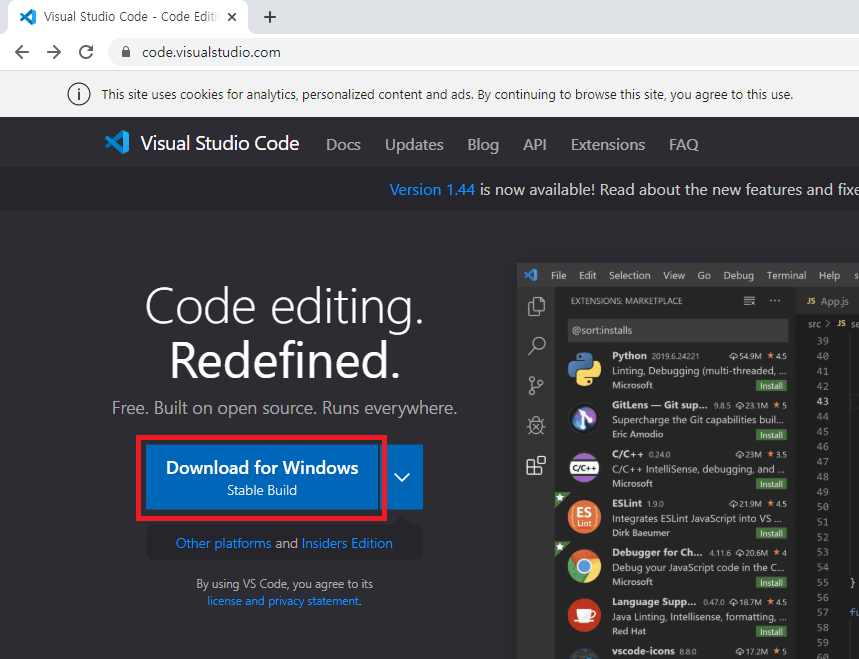 Visual Studio Code - Code Editi
code.visualstudio.com
This site uses cookies for analytics, personalized content and ads. By continuing to browse this site, you agree to this use.
Visual Studio Code Docs Updates Blog API Extensions FAQ
Version 1.44 is now available! Read about the new features and fixe
Code editing.
Redefined.
Free. Built on open source. Runs everywhere.
Download for Windows
Stable Build
Other platforms and Insiders Edition
By using VS Code, you agree to its
license and privacy statement.
File Edit Selection View Go Debug Terminal Help s
EXTENSIONS: MARKETPLACE ···
@sort:installs
Python 2019.6.24221 54.9M ★ 4.5
Linting, Debugging (multi-threaded, ...
Microsoft Install
GitLens — Git sup... 9.8.5 23.1M ★ 5
Supercharge the Git capabilities buil...
Eric Amodio Install
C/C++
C/C++ 0.24.0 23M ★ 3.5
C/C++ IntelliSense, debugging, and ...
Microsoft Install
ES
Lint
ESLint 1.9.0 21.9M ★ 4.5
Integrates ESLint JavaScript into VS ...
Dirk Baeumer Install
Debugger for Ch... 4.11.6 20.6M ★ 4
Debug your JavaScript code in the C...
Microsoft Install
Language Supp... 0.47.0 18.7M ★ 4.5
Java Linting, Intellisense, formatting, ...
Red Hat Install
vscode-icons 8.8.0 17.2M ★ 5
JS App.js
src > JS se
39
40
41
42
43
44
45
46
47
48
49
50
51
52
53
54
55 }
56
57 fu
58
59
60